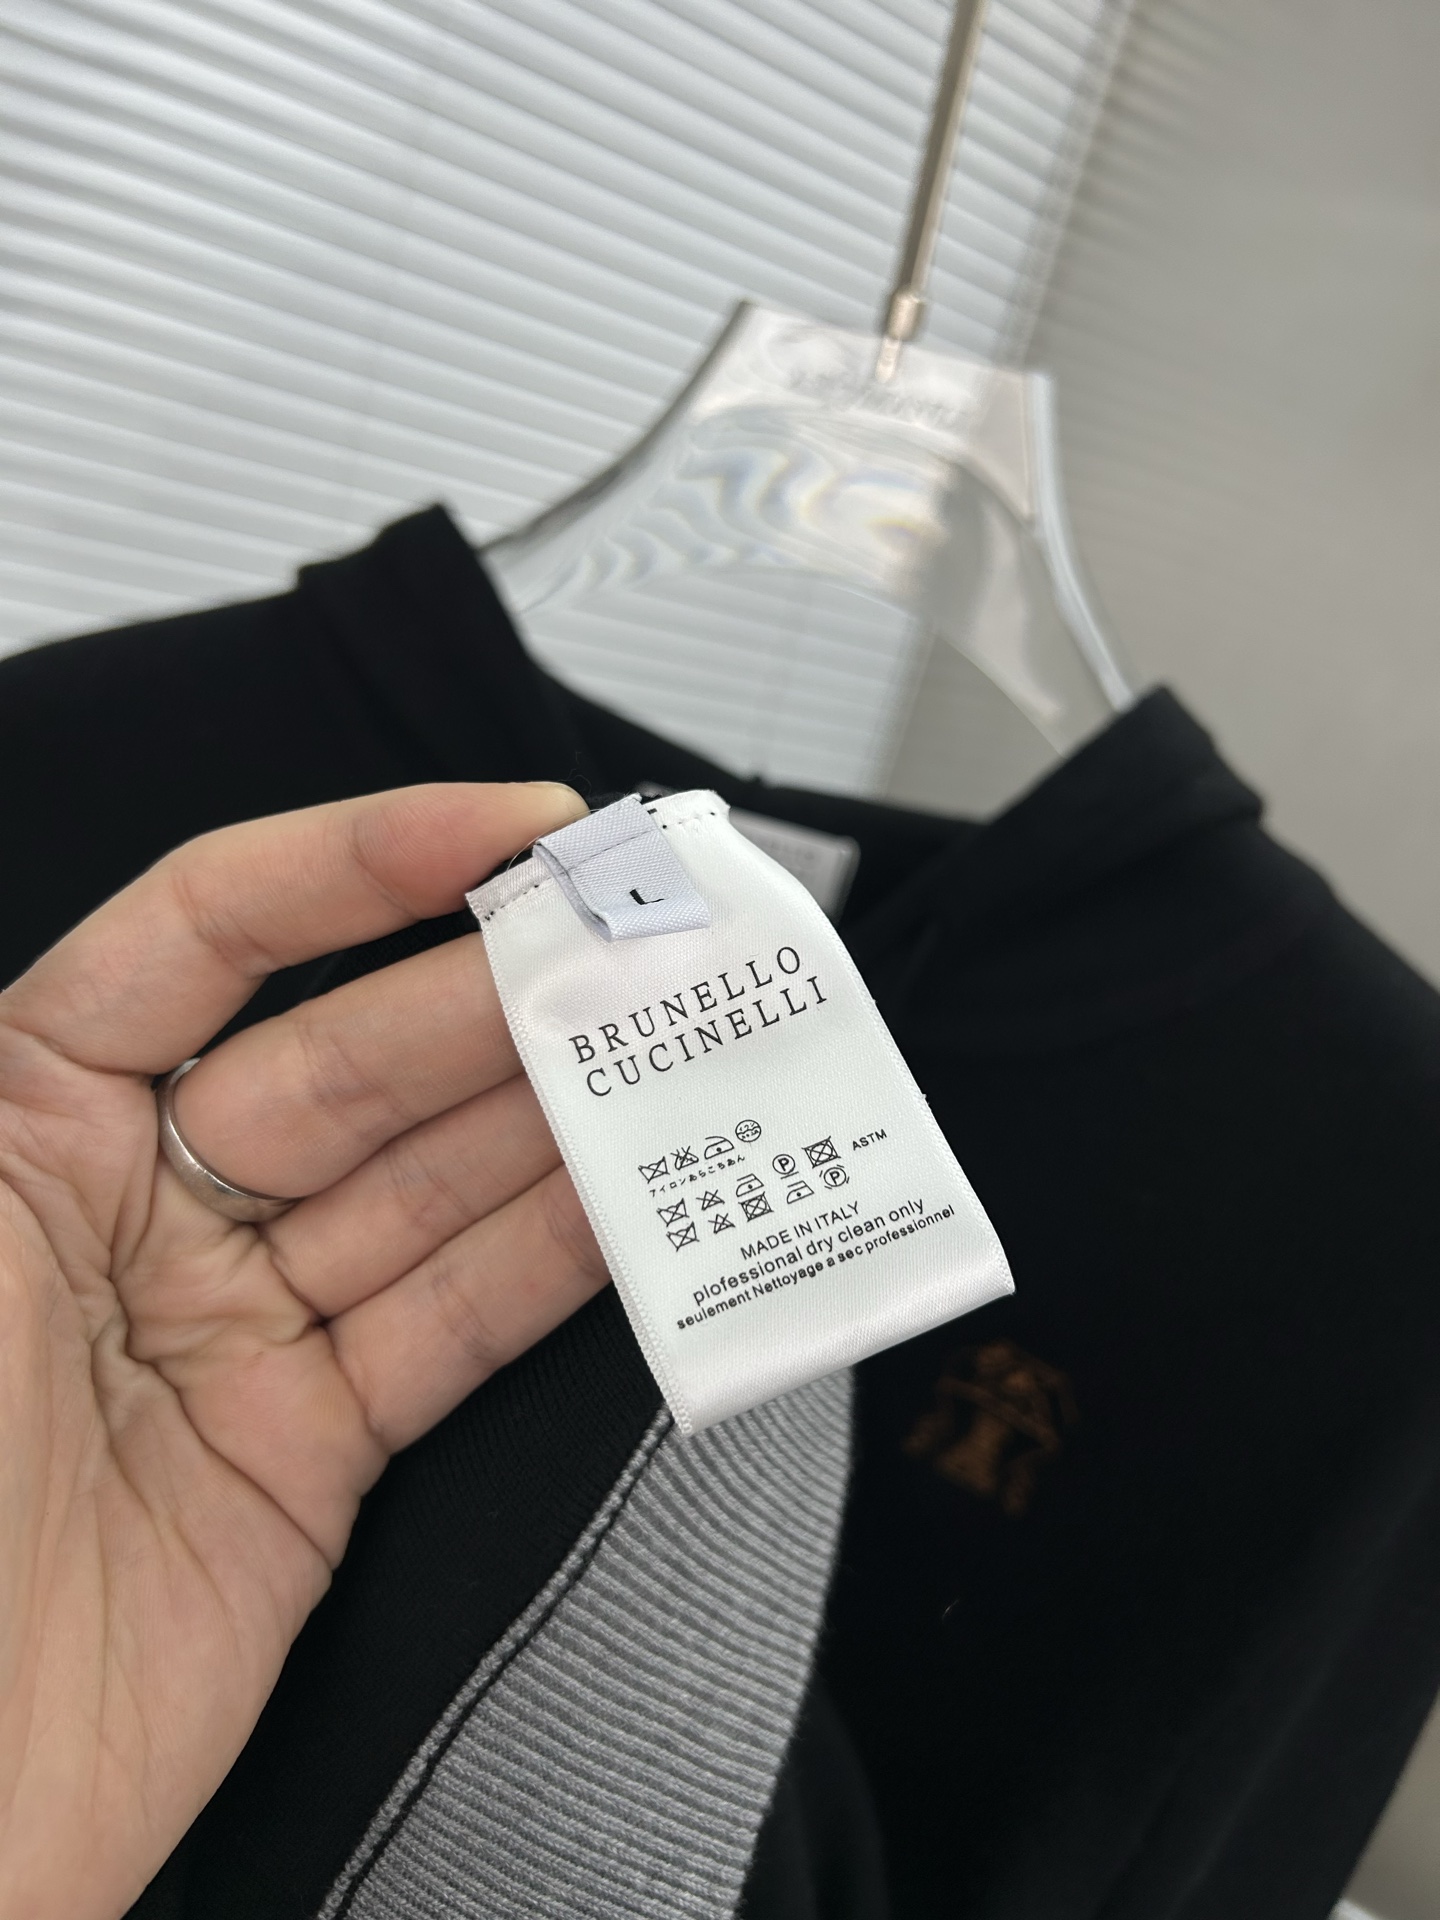 L
BRUNELLO
CUCINELLI
アイロンあらこちあん
P
ASTM
P
MADE IN ITALY
plofessional dry clean only
seulement Nettoyage a sec professionnel